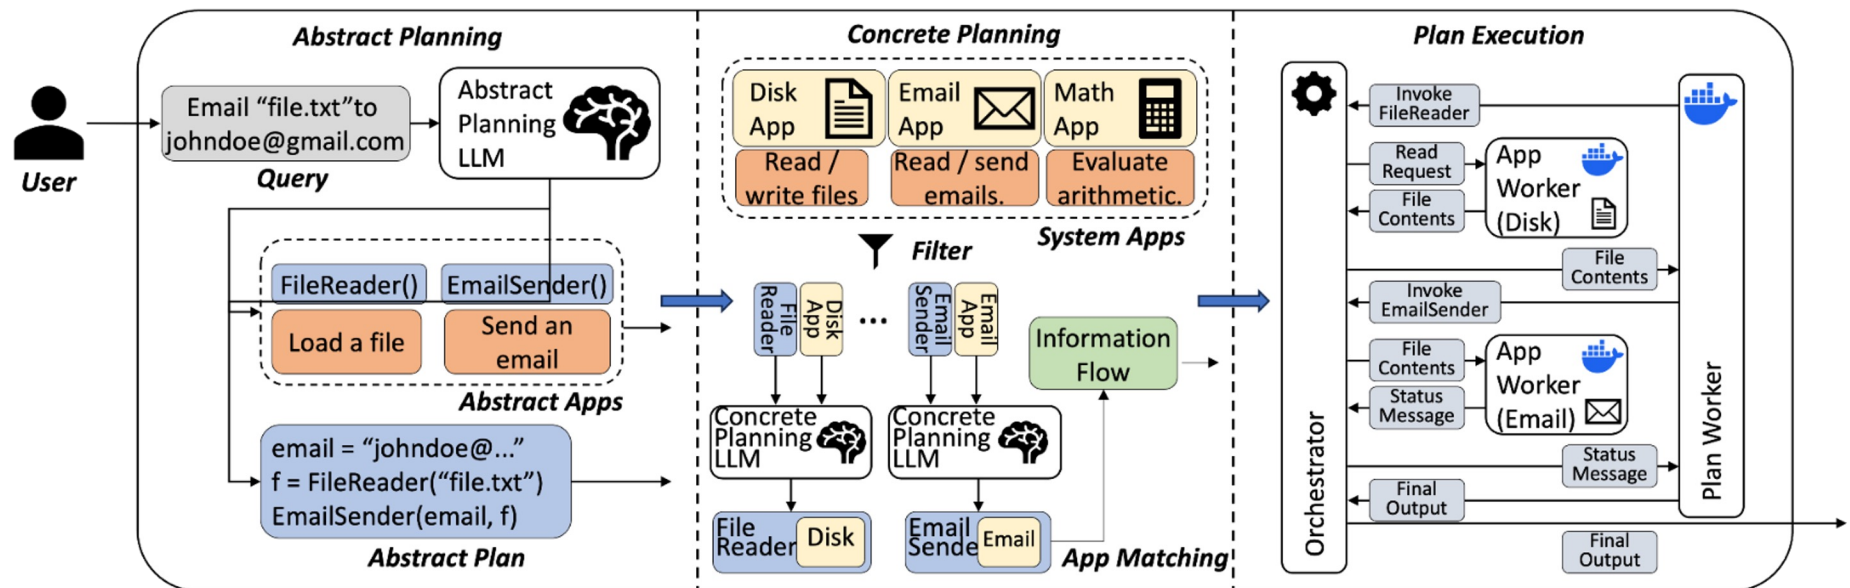 Abstract Planning
Email “file.txt”to
johndoe@gmail.com
Query
User
Abstract
Planning
LLM
FileReader()
EmailSender()
Load a file
Send an
email
Abstract Apps
email = “johndoe@...”
f = FileReader(“file.txt”)
EmailSender(email, f)
Abstract Plan
Concrete Planning
Disk
App
Email
App
Math
App
Read /
write files
Read / send
emails.
Evaluate
arithmetic.
System Apps
Filter
File
Reader
Disk
App
...
Email
Sender
Email
App
Information
Flow
Concrete
Planning
LLM
Concrete
Planning
LLM
File
Reader
Disk
Email
Sende
Email
App Matching
Plan Execution
Orchestrator
Invoke
FileReader
Read
Request
File
Contents
App
Worker
(Disk)
File
Contents
Invoke
EmailSender
File
Contents
Status
Message
App
Worker
(Email)
Status
Message
Final
Output
Plan Worker
Final
Output